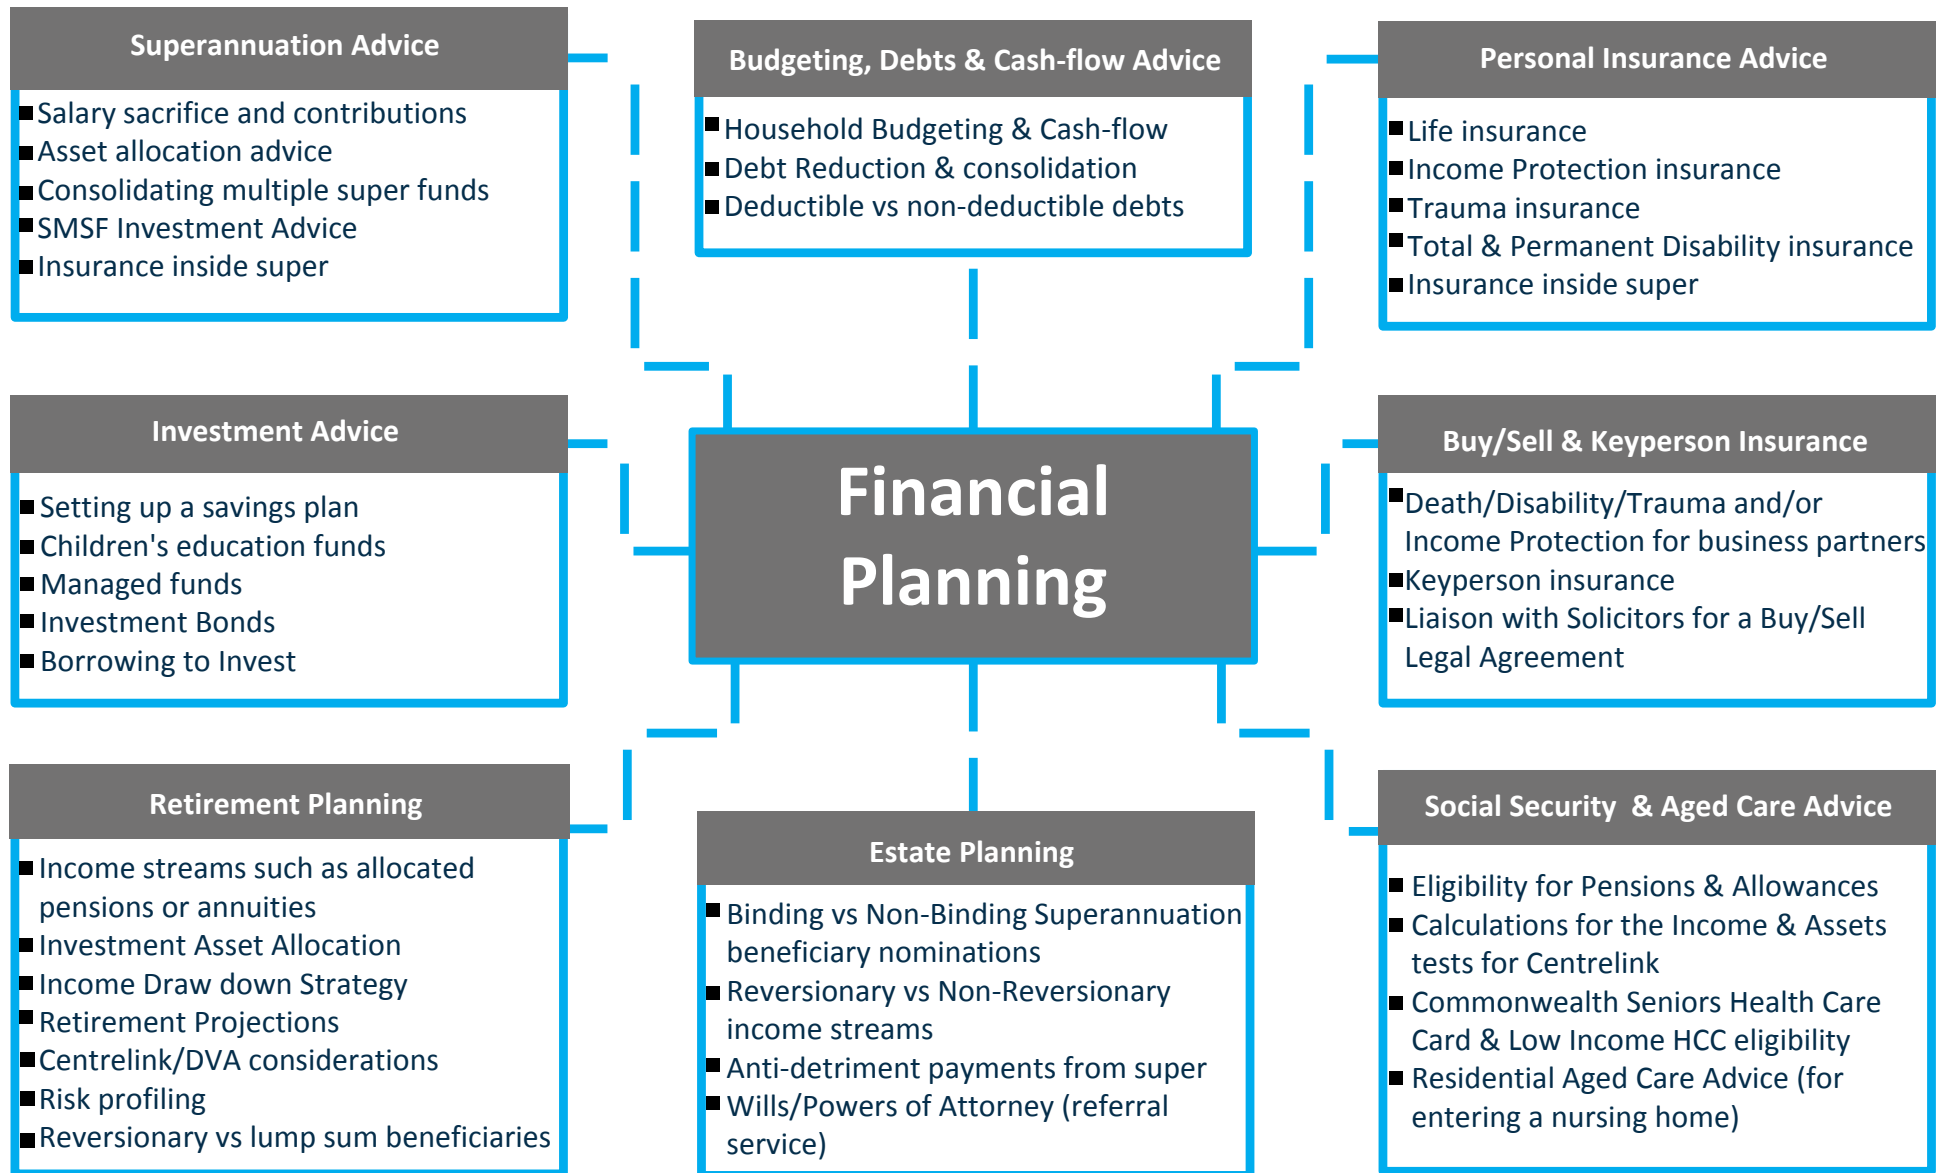 Superannuation Advice
■Salary sacrifice and contributions
■Asset allocation advice
■Consolidating multiple super funds
■SMSF Investment Advice
■Insurance inside super
Budgeting, Debts & Cash-flow Advice
■Household Budgeting & Cash-flow
■Debt Reduction & consolidation
■Deductible vs non-deductible debts
Personal Insurance Advice
■Life insurance
■Income Protection insurance
■Trauma insurance
■Total & Permanent Disability insurance
■Insurance inside super
Investment Advice
■Setting up a savings plan
■Children's education funds
■Managed funds
■Investment Bonds
■Borrowing to Invest
Financial
Planning
Buy/Sell & Keyperson Insurance
■Death/Disability/Trauma and/or
Income Protection for business partners
■Keyperson insurance
■Liaison with Solicitors for a Buy/Sell
Legal Agreement
Retirement Planning
■Income streams such as allocated
pensions or annuities
■Investment Asset Allocation
■Income Draw down Strategy
■Retirement Projections
■Centrelink/DVA considerations
■Risk profiling
■Reversionary vs lump sum beneficiaries
Estate Planning
■Binding vs Non-Binding Superannuation
beneficiary nominations
■Reversionary vs Non-Reversionary
income streams
■Anti-detriment payments from super
■Wills/Powers of Attorney (referral
service)
Social Security & Aged Care Advice
■Eligibility for Pensions & Allowances
■Calculations for the Income & Assets
tests for Centrelink
■Commonwealth Seniors Health Care
Card & Low Income HCC eligibility
■Residential Aged Care Advice (for
entering a nursing home)